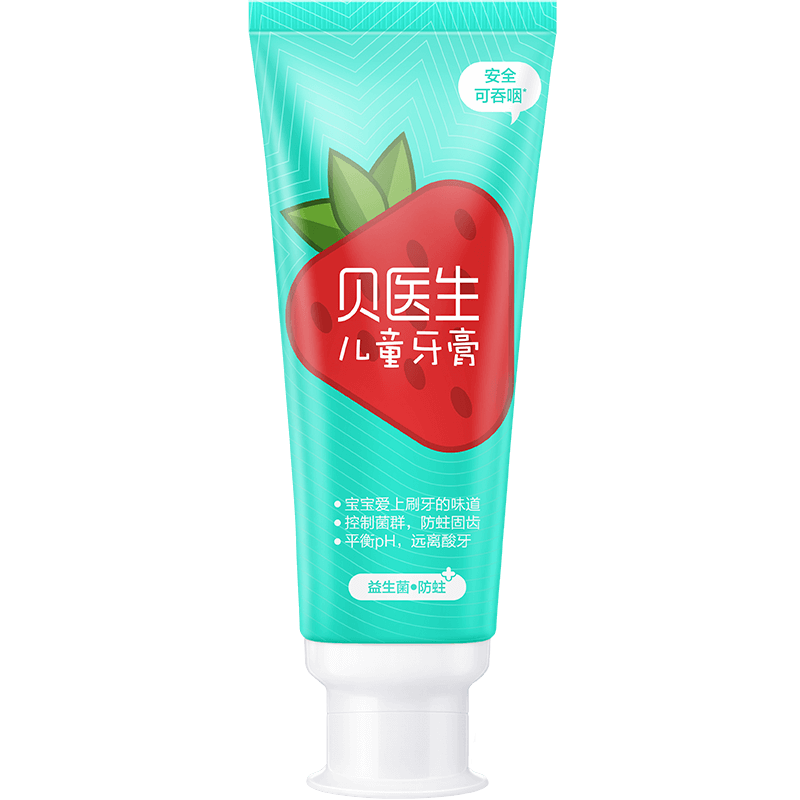 安全
可吞咽*
贝医生
儿童牙膏
•宝宝爱上刷牙的味道
•控制菌群，防蛀固齿
•平衡pH，远离酸牙
益生菌•防蛀